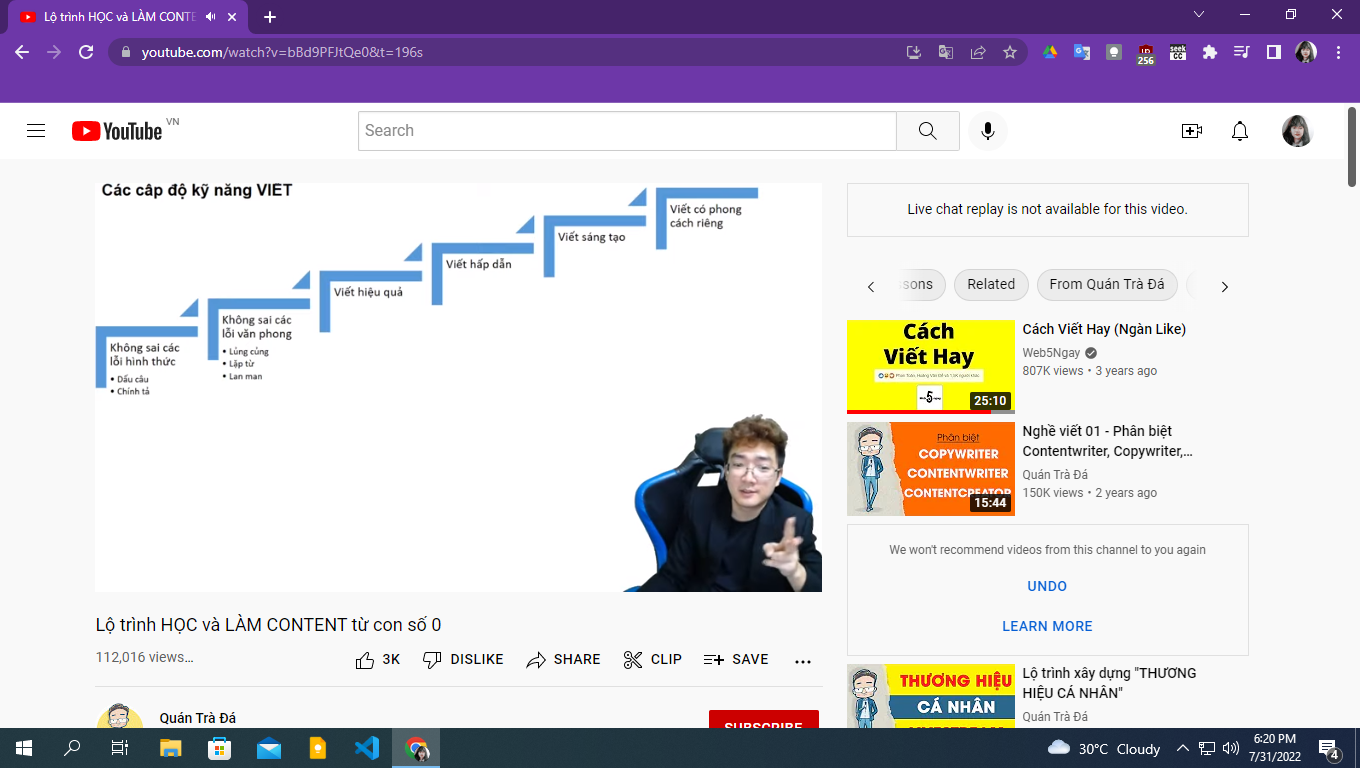 Lộ trình HỌC và LÀM CONTE
youtube.com/watch?v=bBd9PFJtQe0&t=196s
256
seek
CC
YouTube
VN
Search
Các câp độ kỹ năng VIẾT
Không sai các
lỗi hình thức
• Dấu câu
• Chính tả
Không sai các
lỗi văn phong
• Lủng củng
• Lặp từ
• Lan man
Viết hiệu quả
Viết hấp dẫn
Viết sáng tạo
Viết có phong
cách riêng
Lộ trình HỌC và LÀM CONTENT từ con số 0
112,016 views…
3K
DISLIKE
SHARE
CLIP
SAVE
Quán Trà Đá
SUBSCRIBE
Live chat replay is not available for this video.
sons
Related
From Quán Trà Đá
Cách
Viết Hay
5
25:10
Cách Viết Hay (Ngàn Like)
Web5Ngay
807K views • 3 years ago
Phân biệt
COPYWRITER
CONTENTWRITER
CONTENTCREATOR
15:44
Nghề viết 01 - Phân biệt
Contentwriter, Copywriter,…
Quán Trà Đá
150K views • 2 years ago
We won't recommend videos from this channel to you again
UNDO
LEARN MORE
THƯƠNG HIỆU
CÁ NHÂN
Lộ trình xây dựng "THƯƠNG
HIỆU CÁ NHÂN"
Quán Trà Đá
30°C Cloudy
6:20 PM
7/31/2022
4